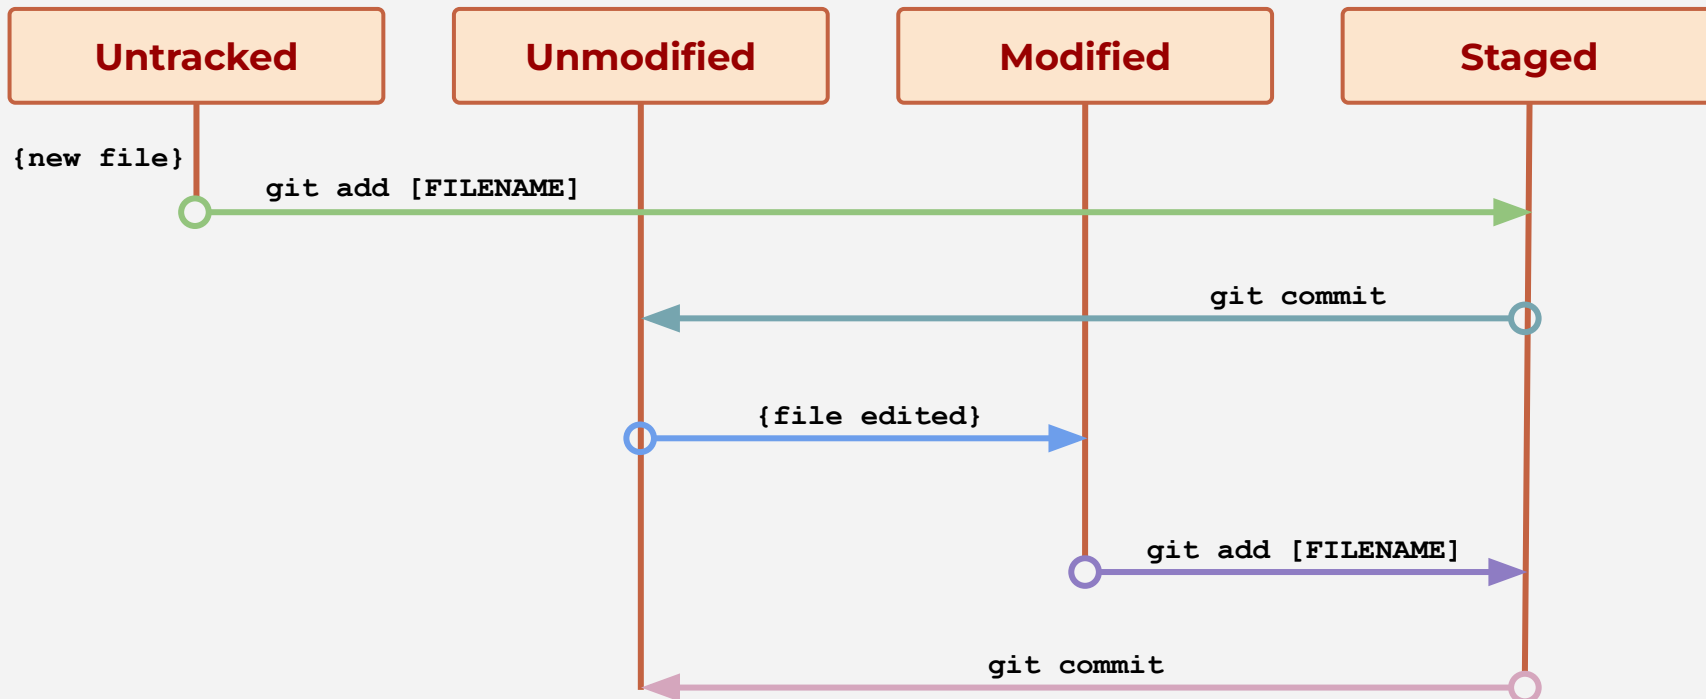 Untracked
Unmodified
Modified
Staged
{new file}
git add [FILENAME]
git commit
{file edited}
git add [FILENAME]
git commit